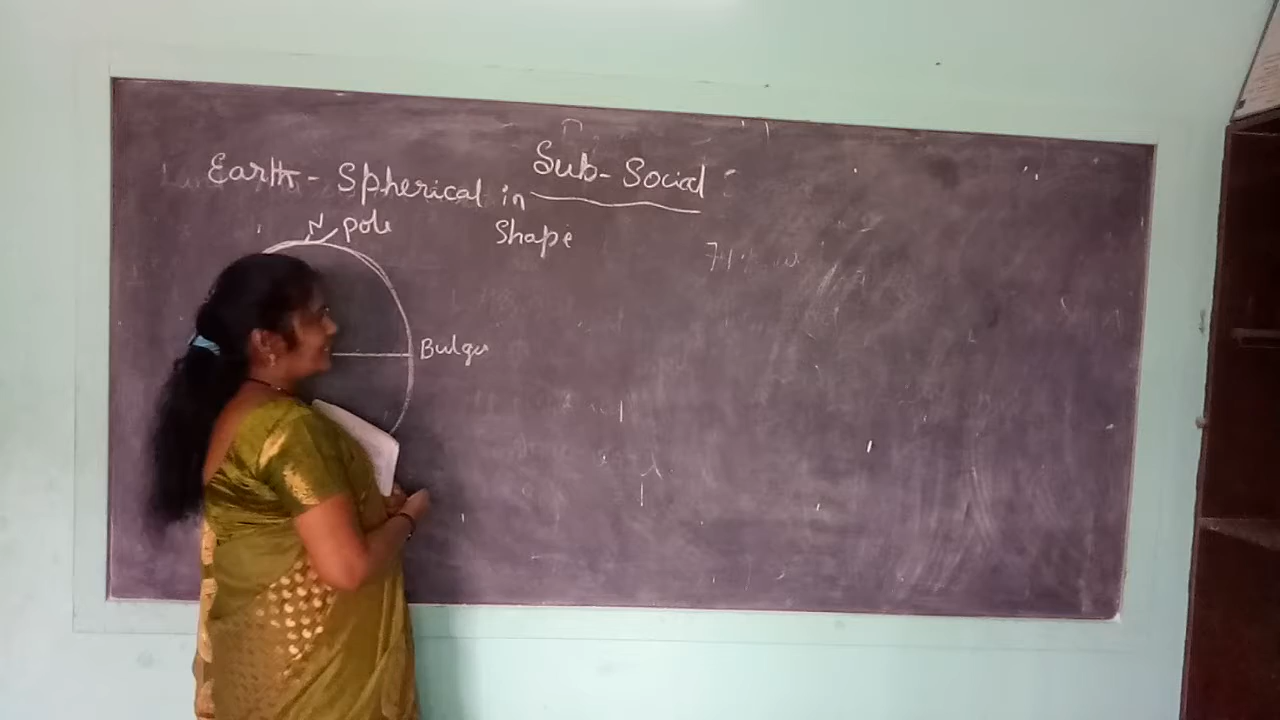 Sub-Social
Earth - Spherical in
Shape
N pole
Bulge